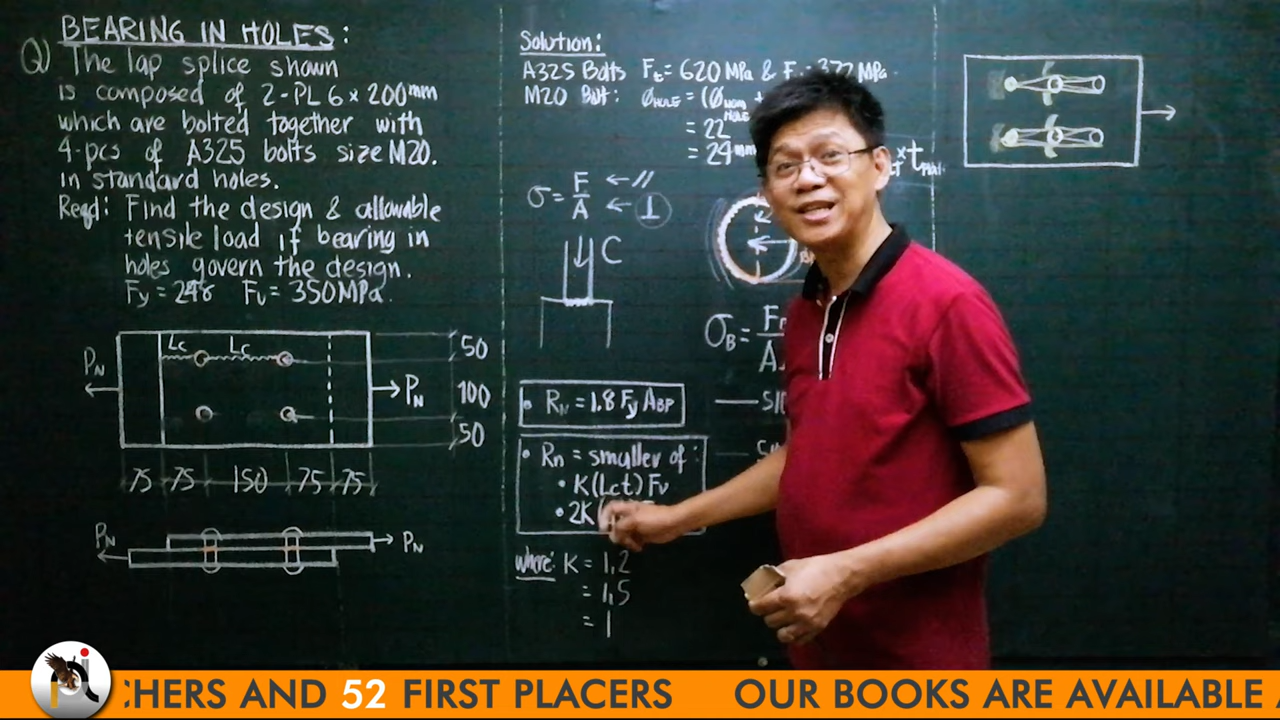 BEARING IN HOLES:
Q) The lap splice shown
is composed of 2-PL 6 x 200mm
which are bolted together with
4-pcs of A325 bolts size M20.
in standard holes.
Reqd: Find the design & allowable
tensile load if bearing in
holes govern the design.
Fy = 248 Fu = 350MPa.
Lc Lc
PN
PN
50
100
50
75 75 150 75 75
PN
PN
Solution:
A325 Bolts Ft = 620 MPa &
M20 Bolt: ØHOLE = (ØNOM +
HOLE
= 22
= 24mm
σ = F/A ← //
← ⊥
C
• RN = 1.8 Fy ABP
• Rn = smaller of:
• K(Lct) Fu
• 2K
where: K = 1.2
= 1.5
= 1
σB =
CHERS AND 52 FIRST PLACERS OUR BOOKS ARE AVAILABLE